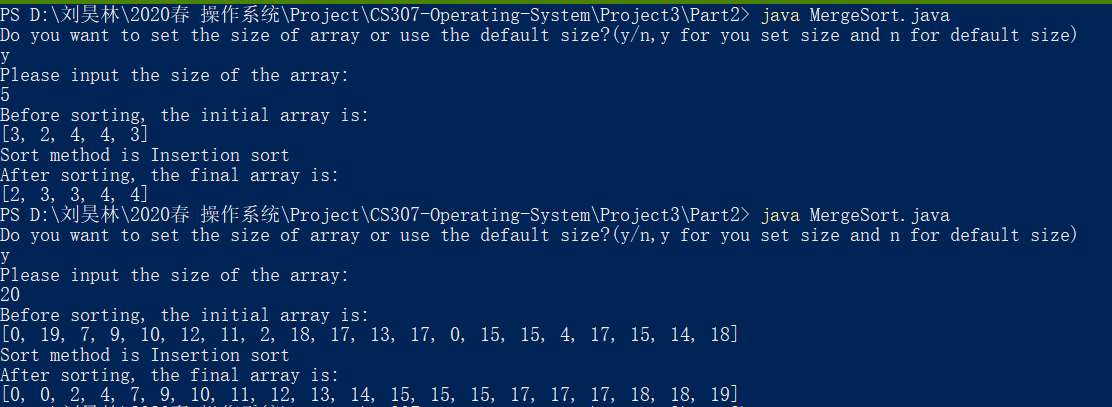 PS D:\刘昊林\2020春 操作系统\Project\CS307-Operating-System\Project3\Part2> java MergeSort.java
Do you want to set the size of array or use the default size?(y/n,y for you set size and n for default size)
y
Please input the size of the array:
5
Before sorting, the initial array is:
[3, 2, 4, 4, 3]
Sort method is Insertion sort
After sorting, the final array is:
[2, 3, 3, 4, 4]
PS D:\刘昊林\2020春 操作系统\Project\CS307-Operating-System\Project3\Part2> java MergeSort.java
Do you want to set the size of array or use the default size?(y/n,y for you set size and n for default size)
y
Please input the size of the array:
20
Before sorting, the initial array is:
[0, 19, 7, 9, 10, 12, 11, 2, 18, 17, 13, 17, 0, 15, 15, 4, 17, 15, 14, 18]
Sort method is Insertion sort
After sorting, the final array is:
[0, 0, 2, 4, 7, 9, 10, 11, 12, 13, 14, 15, 15, 15, 17, 17, 17, 18, 18, 19]